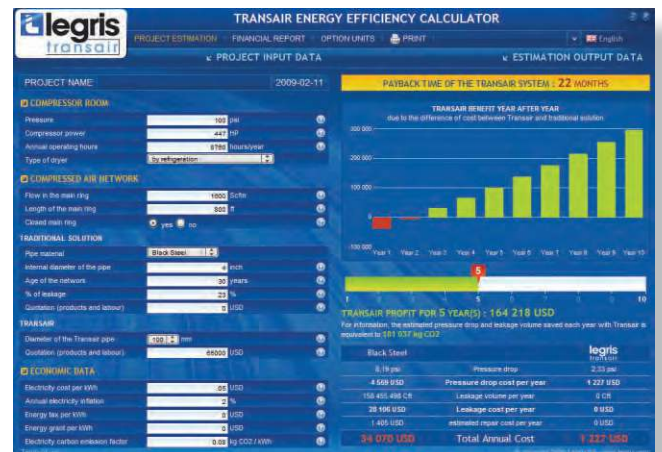 legris
transair
TRANSAIR ENERGY EFFICIENCY CALCULATOR
PROJECT ESTIMATION FINANCIAL REPORT OPTION UNITS PRINT English
PROJECT INPUT DATA
ESTIMATION OUTPUT DATA
PROJECT NAME 2009-02-11
COMPRESSOR ROOM
Pressure 100 psi
Compressor power 447 HP
Annual operating hours 8760 hours/year
Type of dryer by refrigeration
COMPRESSED AIR NETWORK
Flow in the main ring 1600 Scfm
Length of the main ring 800 ft
Closed main ring yes no
TRADITIONAL SOLUTION
Pipe material Black Steel
Internal diameter of the pipe 4 inch
Age of the network 30 years
% of leakage 23 %
Quotation (products and labour) 0 USD
TRANSAIR
Diameter of the Transair pipe 100 mm
Quotation (products and labour) 66000 USD
ECONOMIC DATA
Electricity cost per kWh .05 USD
Annual electricity inflation 2 %
Energy tax per kWh 0 USD
Energy grant per kWh 0 USD
Electricity carbon emission factor 0.08 kg CO2 / kWh
PAYBACK TIME OF THE TRANSAIR SYSTEM : 22 MONTHS
TRANSAIR BENEFIT YEAR AFTER YEAR
due to the difference of cost between Transair and traditional solution
300 000
200 000
100 000
0
-100 000
Year 1 Year 2 Year 3 Year 4 Year 5 Year 6 Year 7 Year 8 Year 9 Year 10
5
1 5 10
TRANSAIR PROFIT FOR 5 YEAR(S) : 164 218 USD
For information, the estimated pressure drop and leakage volume saved each year with Transair is
equivalent to 101 937 kg CO2
Black Steel legris
transair
8,19 psi Pressure drop 2,33 psi
4 559 USD Pressure drop cost per year 1 227 USD
Leakage volume per year 0 CR
28 106 USD Leakage cost per year 0 USD
1 405 USD estimated repair cost per year 0 USD
34 070 USD Total Annual Cost 1 227 USD